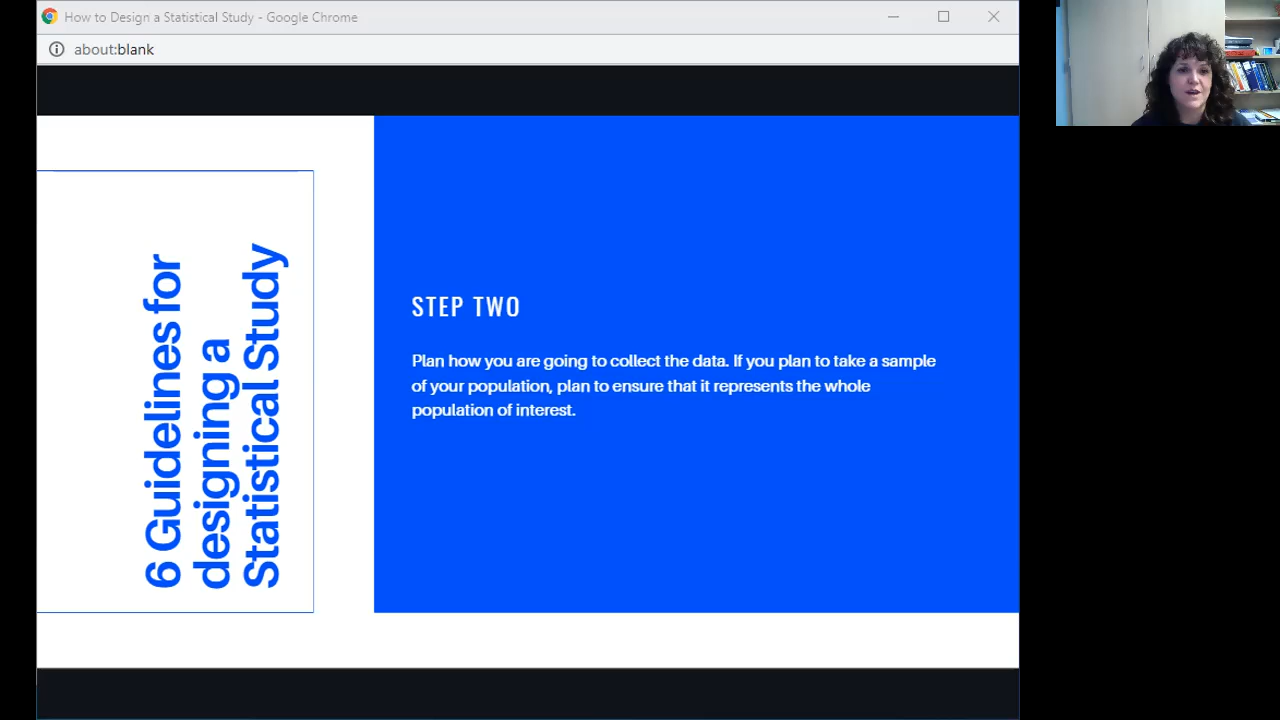 How to Design a Statistical Study - Google Chrome
about:blank
6 Guidelines for
designing a
Statistical Study
STEP TWO
Plan how you are going to collect the data. If you plan to take a sample
of your population, plan to ensure that it represents the whole
population of interest.